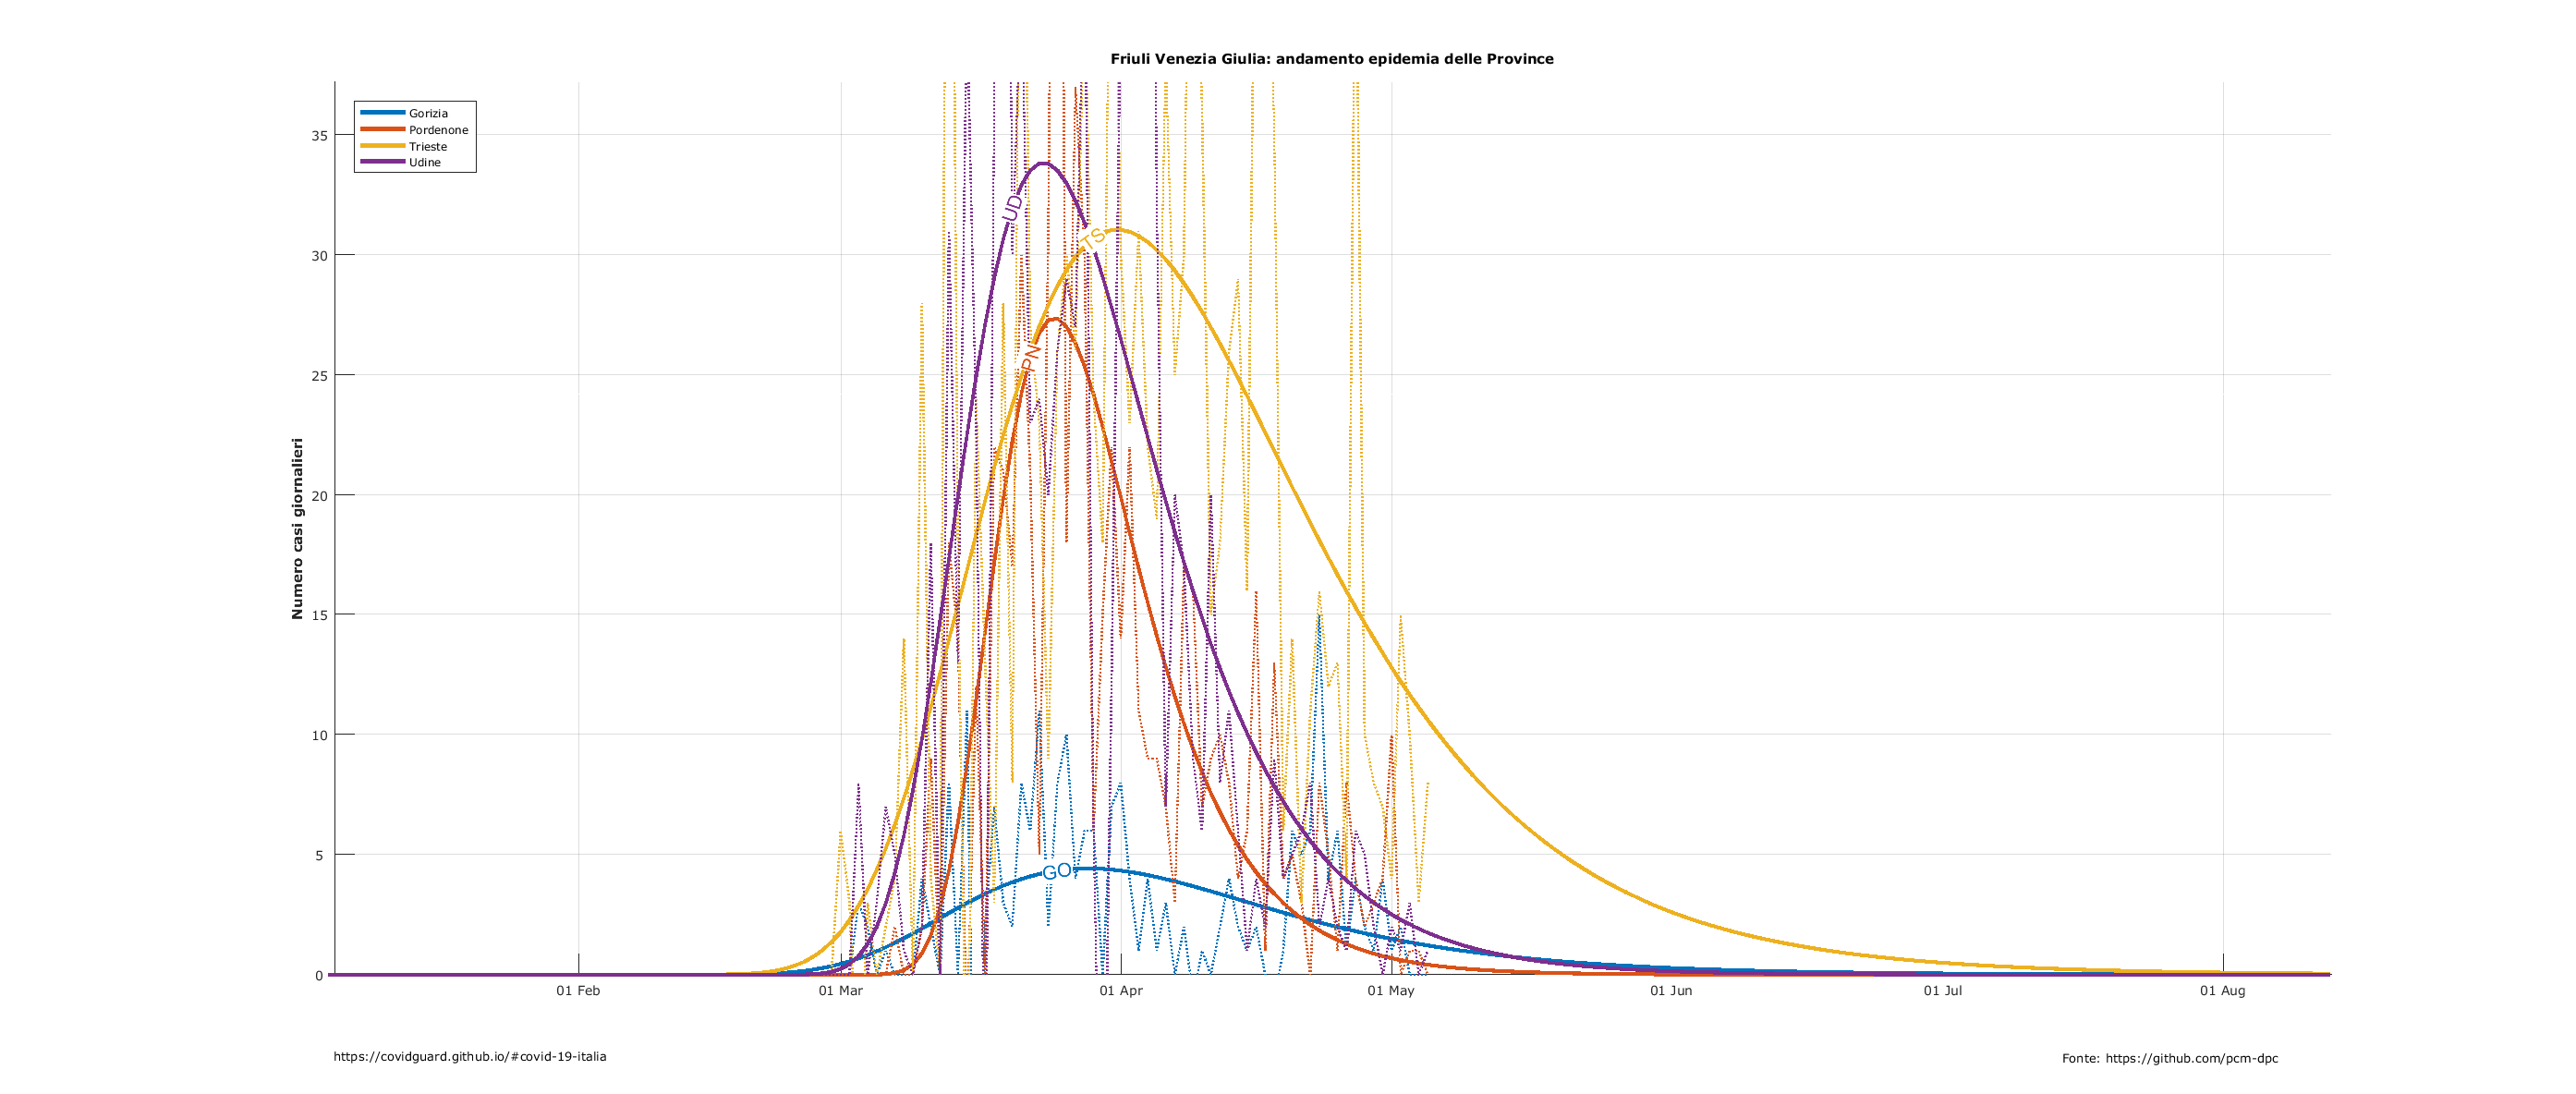 Friuli Venezia Giulia: andamento epidemia delle Province
Gorizia
Pordenone
Trieste
Udine
Numero casi giornalieri
35
30
25
20
15
10
5
0
UD
TS
PN
GO
01 Feb
01 Mar
01 Apr
01 May
01 Jun
01 Jul
01 Aug
https://covidguard.github.io/#covid-19-italia
Fonte: https://github.com/pcm-dpc